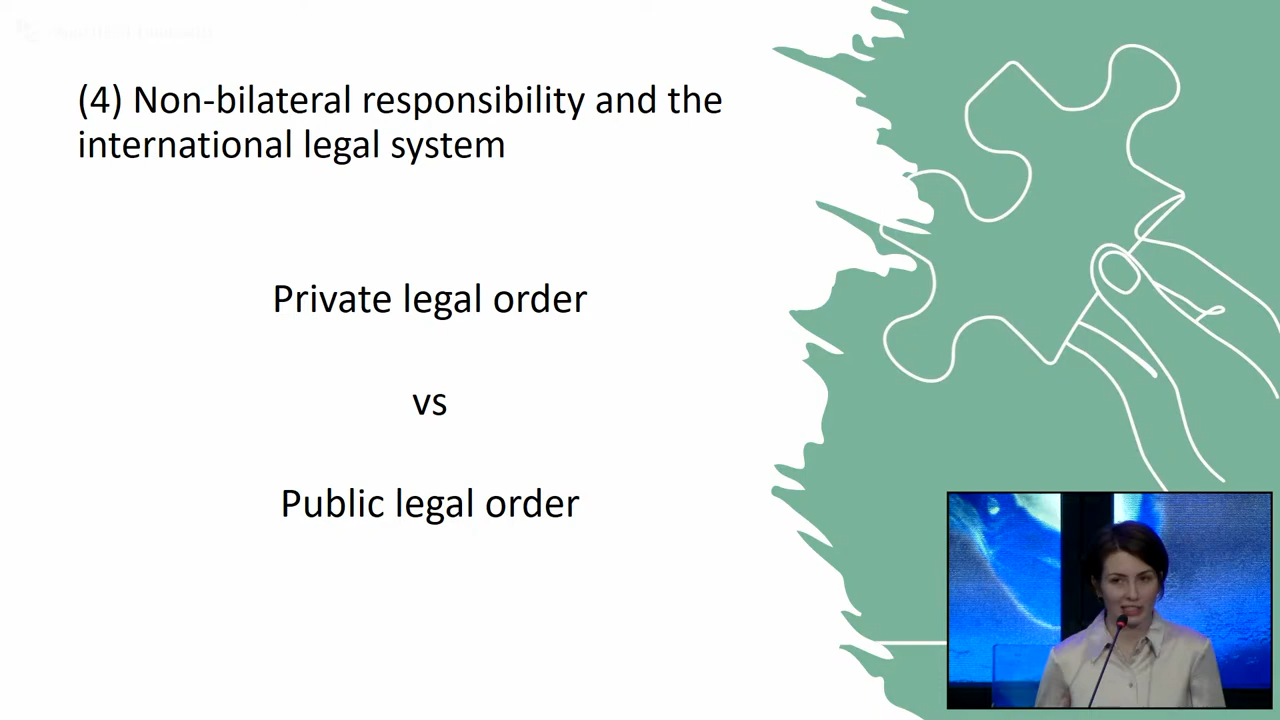 (4) Non-bilateral responsibility and the
international legal system
Private legal order
vs
Public legal order